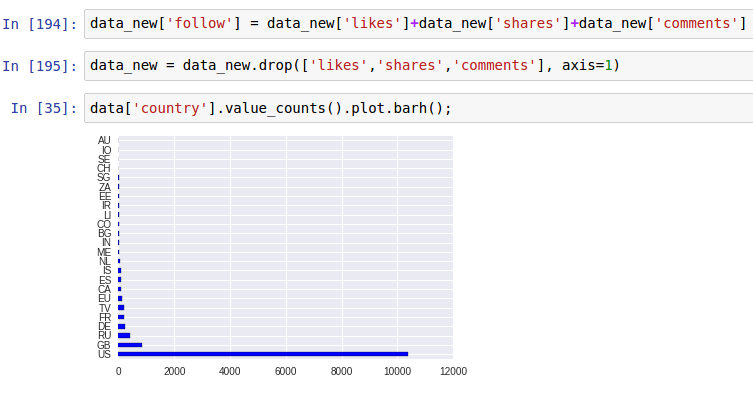 In [194]: data_new['follow'] = data_new['likes']+data_new['shares']+data_new['comments']
In [195]: data_new = data_new.drop(['likes','shares','comments'], axis=1)
In [35]: data['country'].value_counts().plot.barh();
AU
IO
SE
CH
SG
ZA
EE
IR
LI
CO
BG
IN
ME
NL
IS
ES
CA
EU
TV
FR
DE
RU
GB
US
0 2000 4000 6000 8000 10000 12000